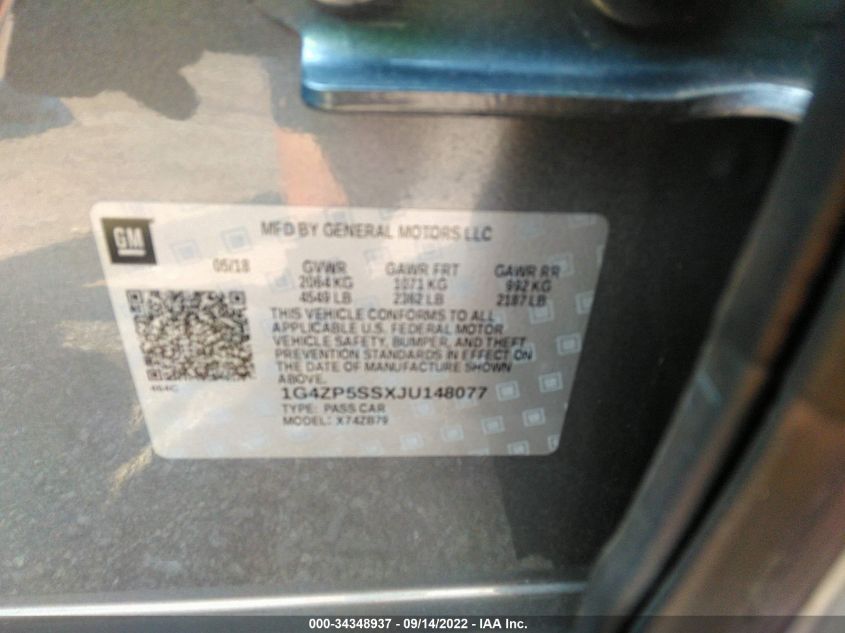 GM
MFD BY GENERAL MOTORS LLC
05/18 GVWR GAWR FRT GAWR RR
2064 KG 1071 KG 992 KG
4549 LB 2362 LB 2187 LB
THIS VEHICLE CONFORMS TO ALL
APPLICABLE U.S. FEDERAL MOTOR
VEHICLE SAFETY, BUMPER, AND THEFT
PREVENTION STANDARDS IN EFFECT ON
THE DATE OF MANUFACTURE SHOWN
ABOVE.
1G4ZP5SSXJU148077
TYPE: PASS CAR
MODEL: X74ZB79
000-34348937 - 09/14/2022 - IAA Inc.